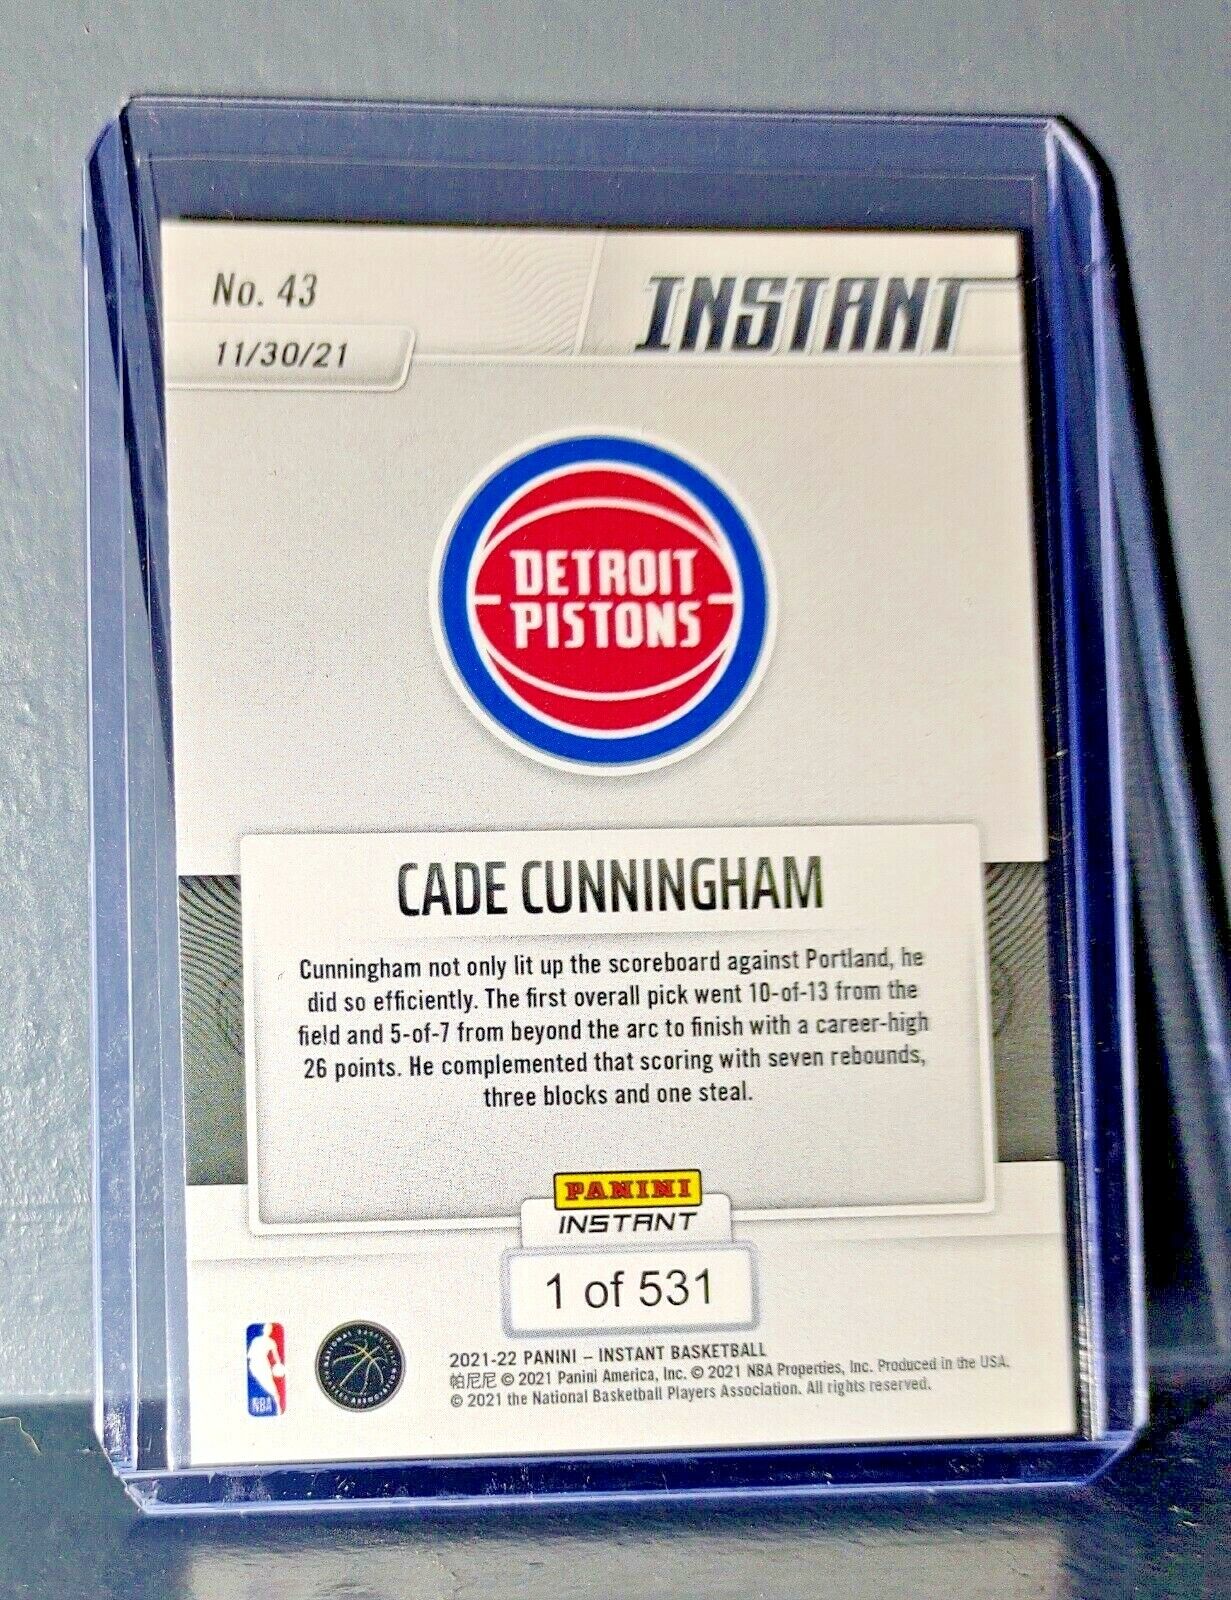 No. 43
INSTANT
11/30/21
DETROIT
PISTONS
CADE CUNNINGHAM
Cunningham not only lit up the scoreboard against Portland, he
did so efficiently. The first overall pick went 10-of-13 from the
field and 5-of-7 from beyond the arc to finish with a career-high
26 points. He complemented that scoring with seven rebounds,
three blocks and one steal.
PANINI
INSTANT
1 of 531
NBA
2021-22 PANINI – INSTANT BASKETBALL
帕尼尼 © 2021 Panini America, Inc. © 2021 NBA Properties, Inc. Produced in the USA.
© 2021 the National Basketball Players Association. All rights reserved.